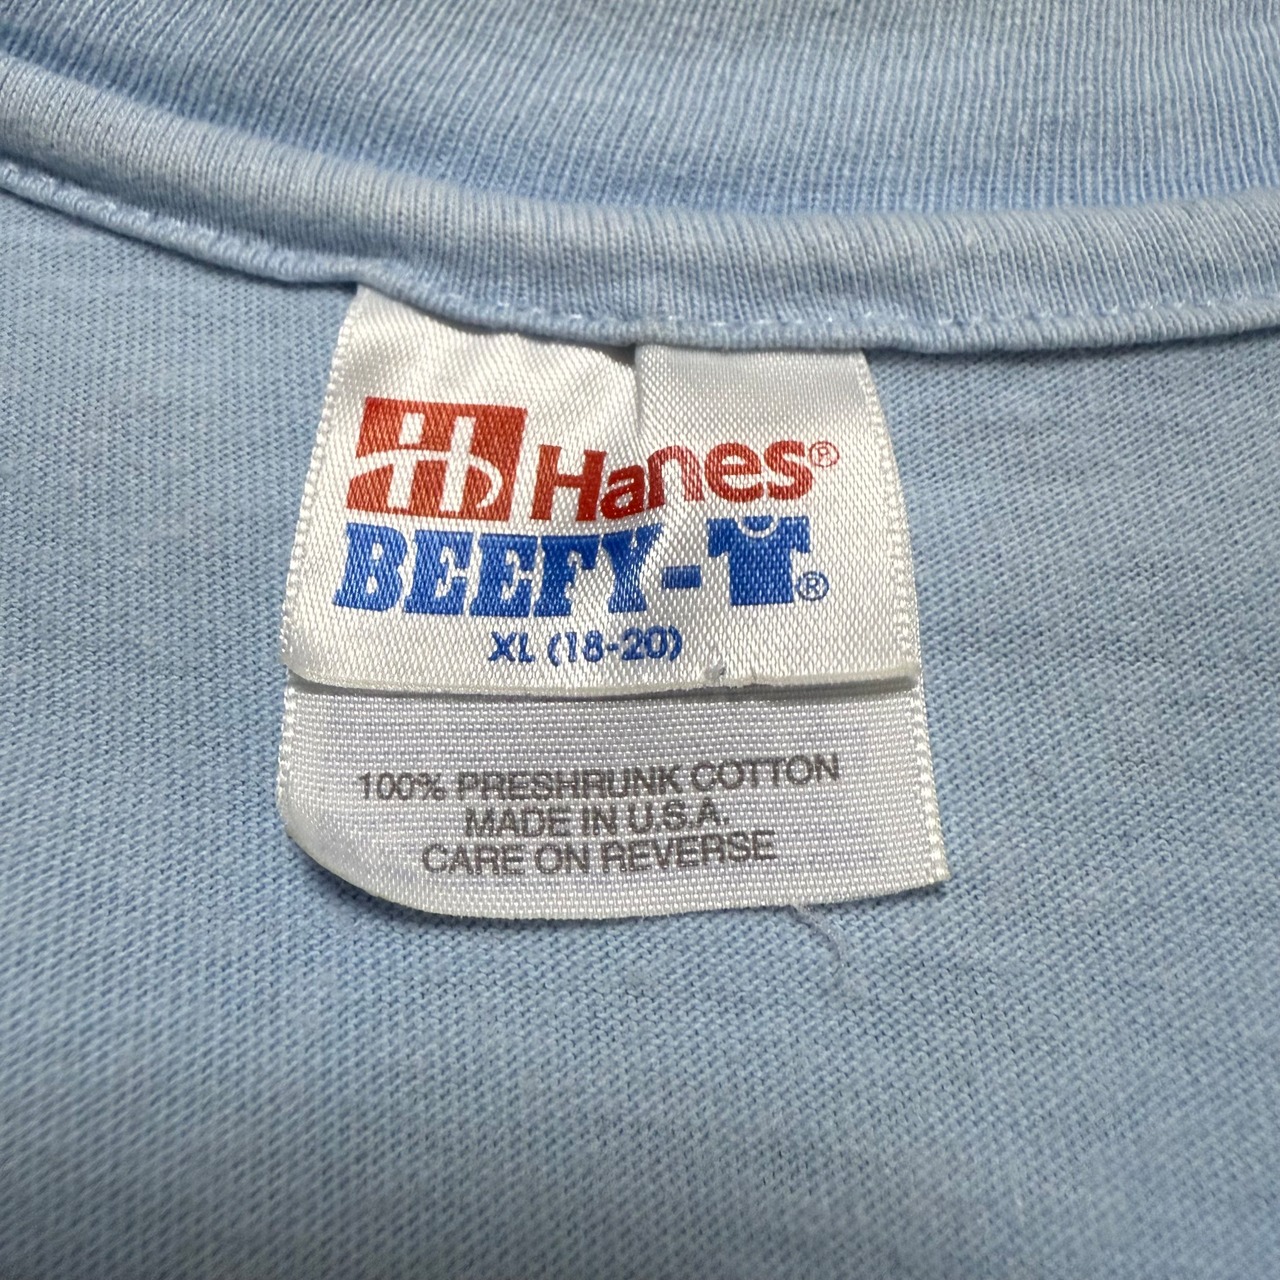 Hanes®
BEEFY-T®
XL (18-20)
100% PRESHRUNK COTTON
MADE IN U.S.A.
CARE ON REVERSE